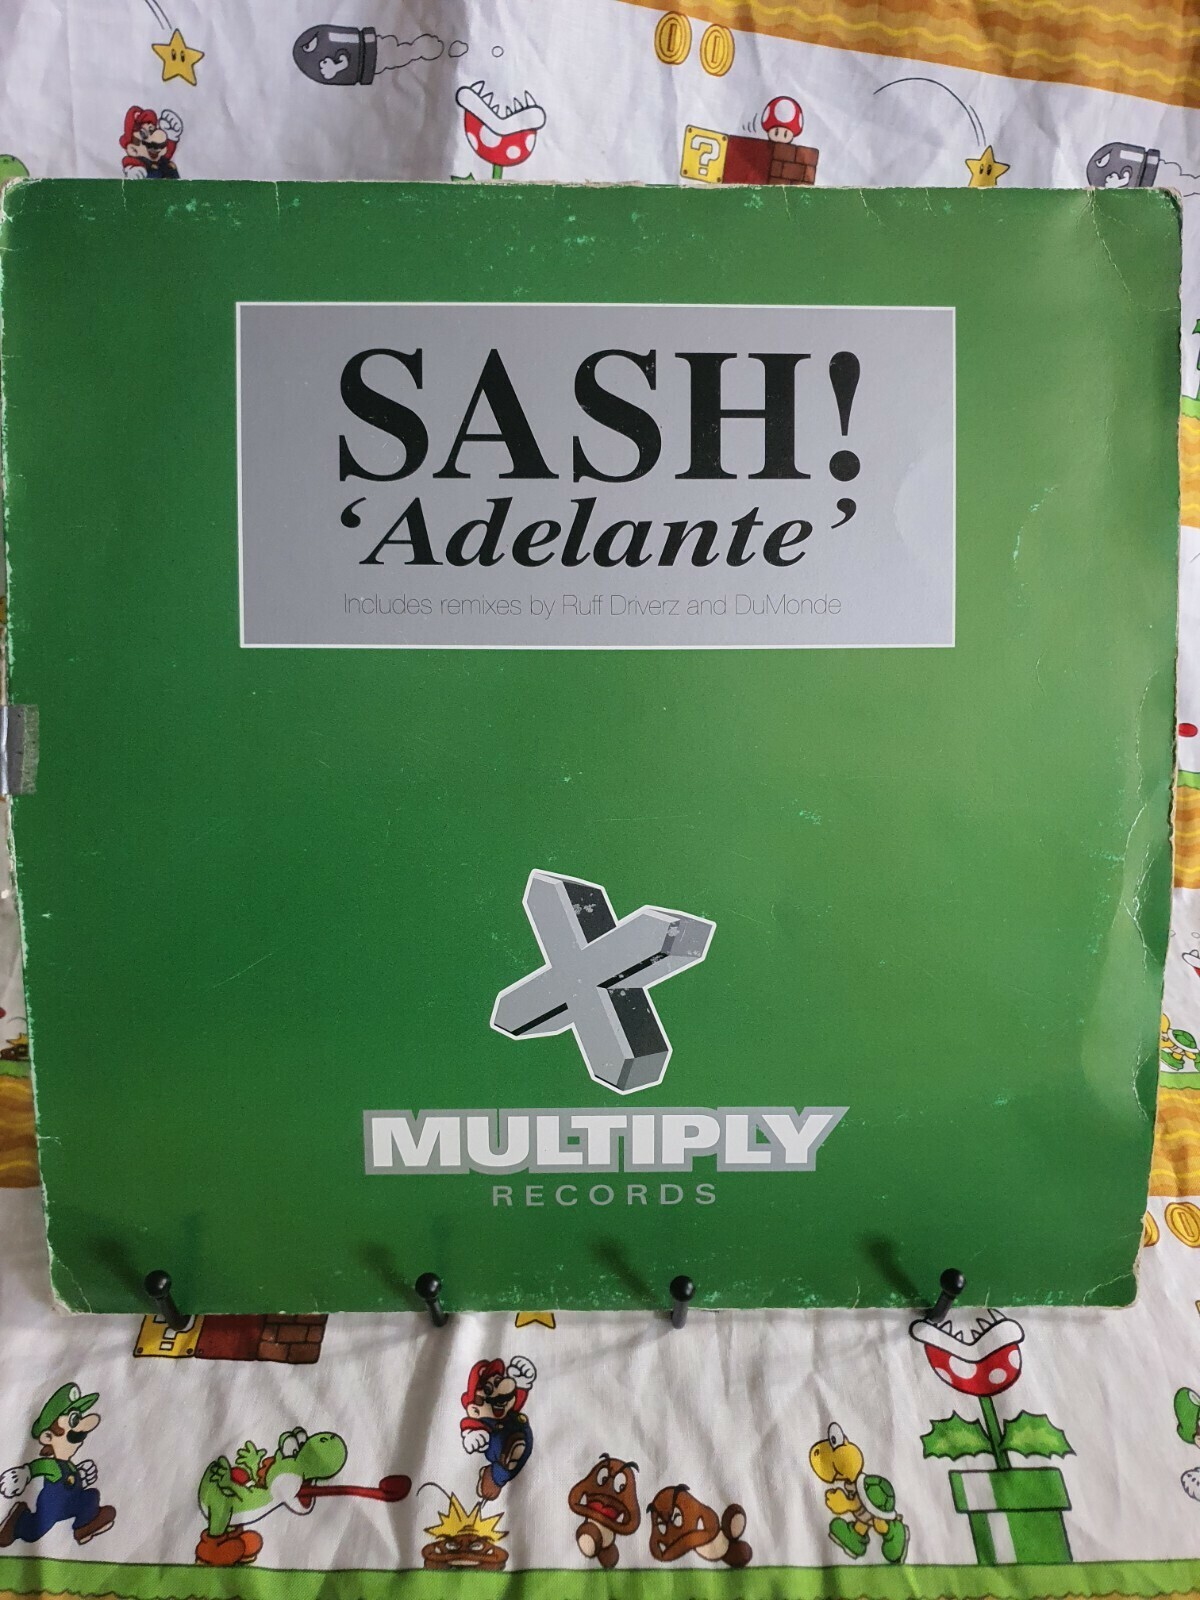 SASH!
‘Adelante’
Includes remixes by Ruff Driverz and DuMonde
MULTIPLY
RECORDS